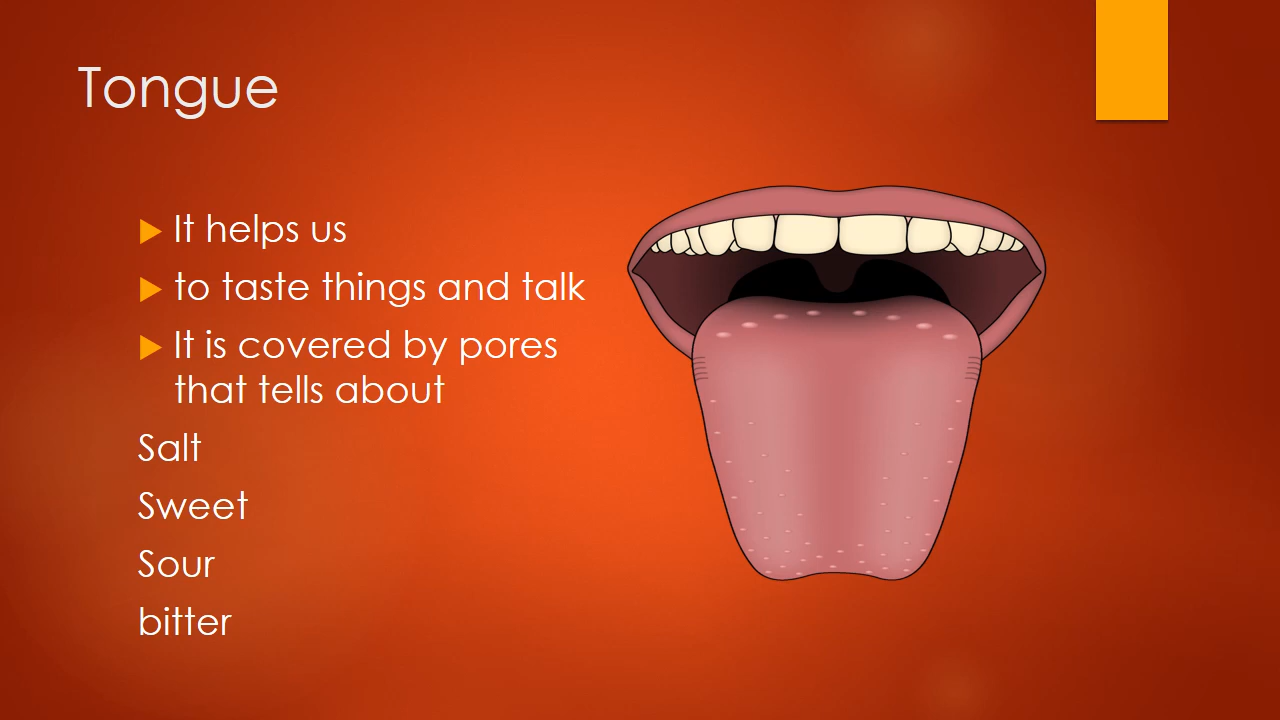 Tongue
It helps us
to taste things and talk
It is covered by pores
that tells about
Salt
Sweet
Sour
bitter